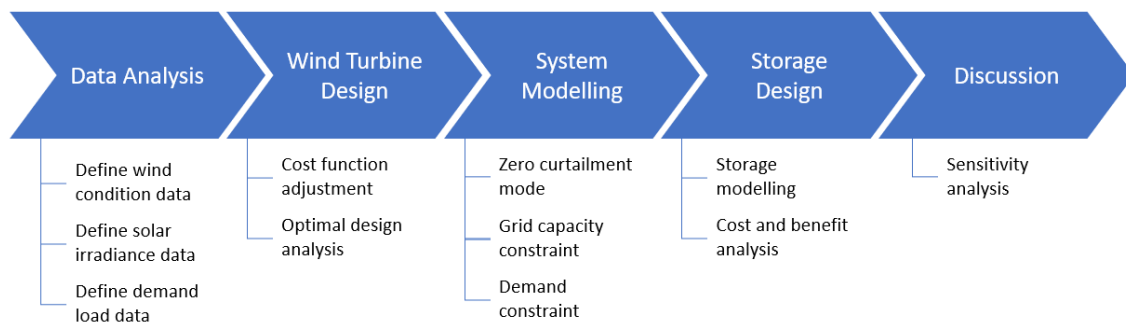 Data Analysis
Wind Turbine
Design
System
Modelling
Storage
Design
Discussion
Define wind
condition data
Define solar
irradiance data
Define demand
load data
Cost function
adjustment
Optimal design
analysis
Zero curtailment
mode
Grid capacity
constraint
Demand
constraint
Storage
modelling
Cost and benefit
analysis
Sensitivity
analysis